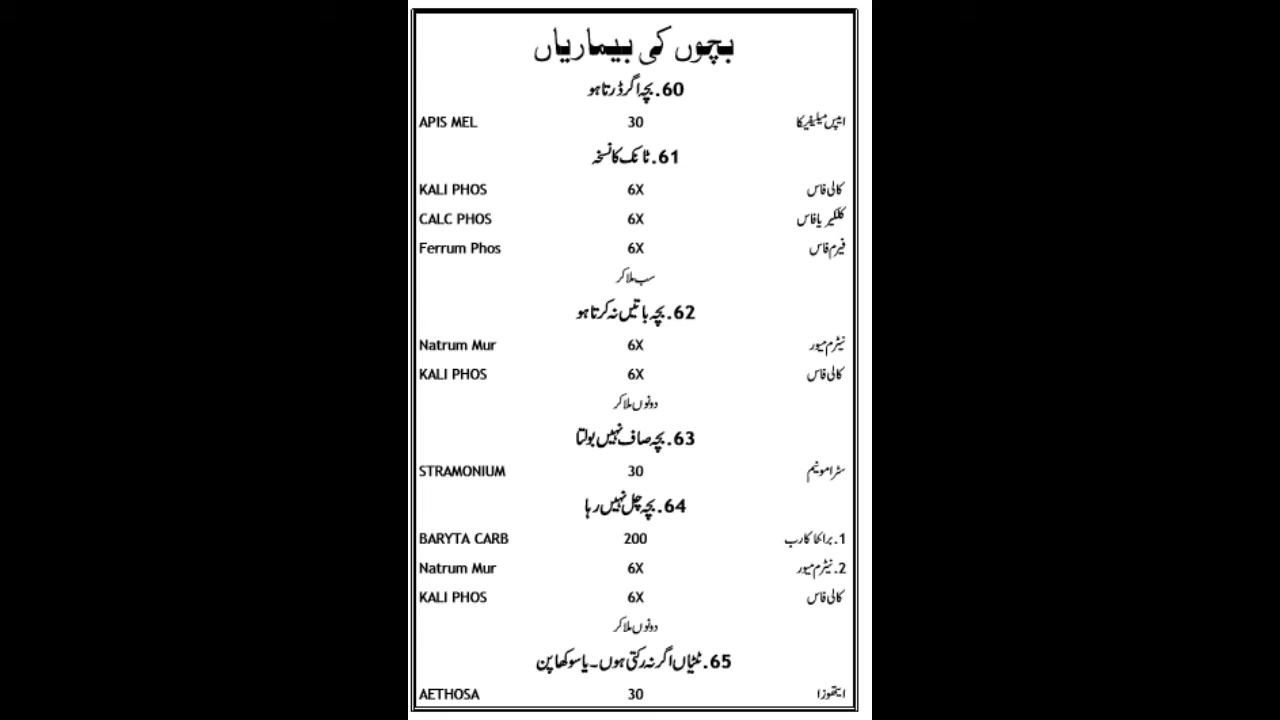 بچوں کی بیماریاں
60. بچہ اگر ڈرتا ہو
APIS MEL 30 ایپس میلیفیکا
61. ٹانک کا نسخہ
KALI PHOS 6X کالی فاس
CALC PHOS 6X کلکیریا فاس
Ferrum Phos 6X فیرم فاس
سب ملا کر
62. بچہ باتیں نہ کرتا ہو
Natrum Mur 6X نیٹرم میور
KALI PHOS 6X کالی فاس
دونوں ملا کر
63. بچہ صاف نہیں بولتا
STRAMONIUM 30 سٹرامونیم
64. بچہ چل نہیں رہا
BARYTA CARB 200 1. برائٹا کارب
Natrum Mur 6X 2. نیٹرم میور
KALI PHOS 6X کالی فاس
دونوں ملا کر
65. ٹٹیاں اگر نہ رکتی ہوں۔ یا سوکھا پن
AETHOSA 30 ایتھوزا